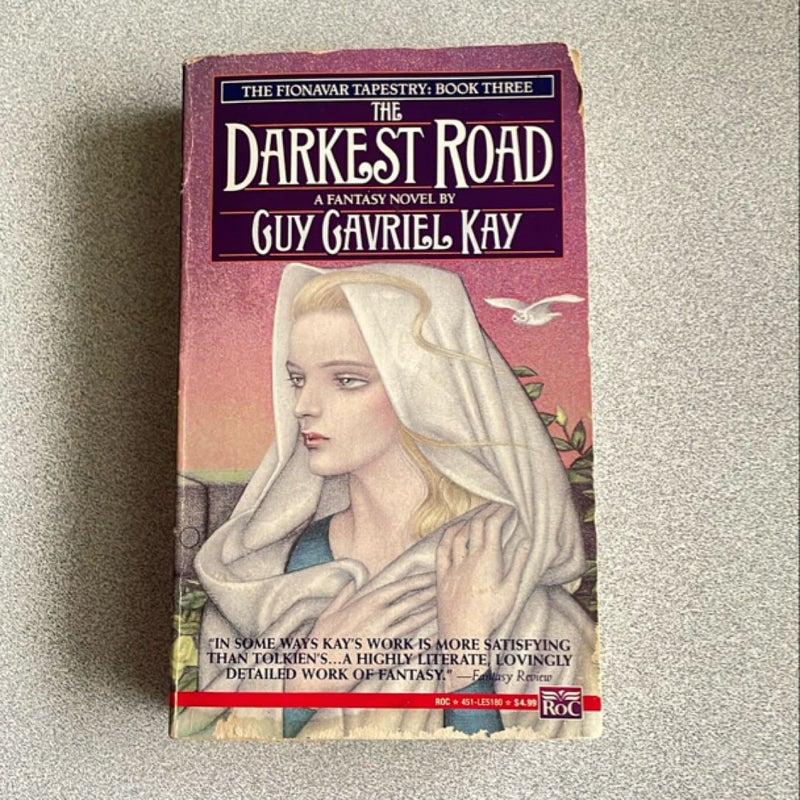 THE FIONAVAR TAPESTRY: BOOK THREE
THE
DARKEST ROAD
A FANTASY NOVEL BY
GUY GAVRIEL KAY
"IN SOME WAYS KAY'S WORK IS MORE SATISFYING
THAN TOLKIEN'S...A HIGHLY LITERATE, LOVINGLY
DETAILED WORK OF FANTASY." —Fantasy Review
ROC ★ 451-LE5180 ★ $4.99
ROC